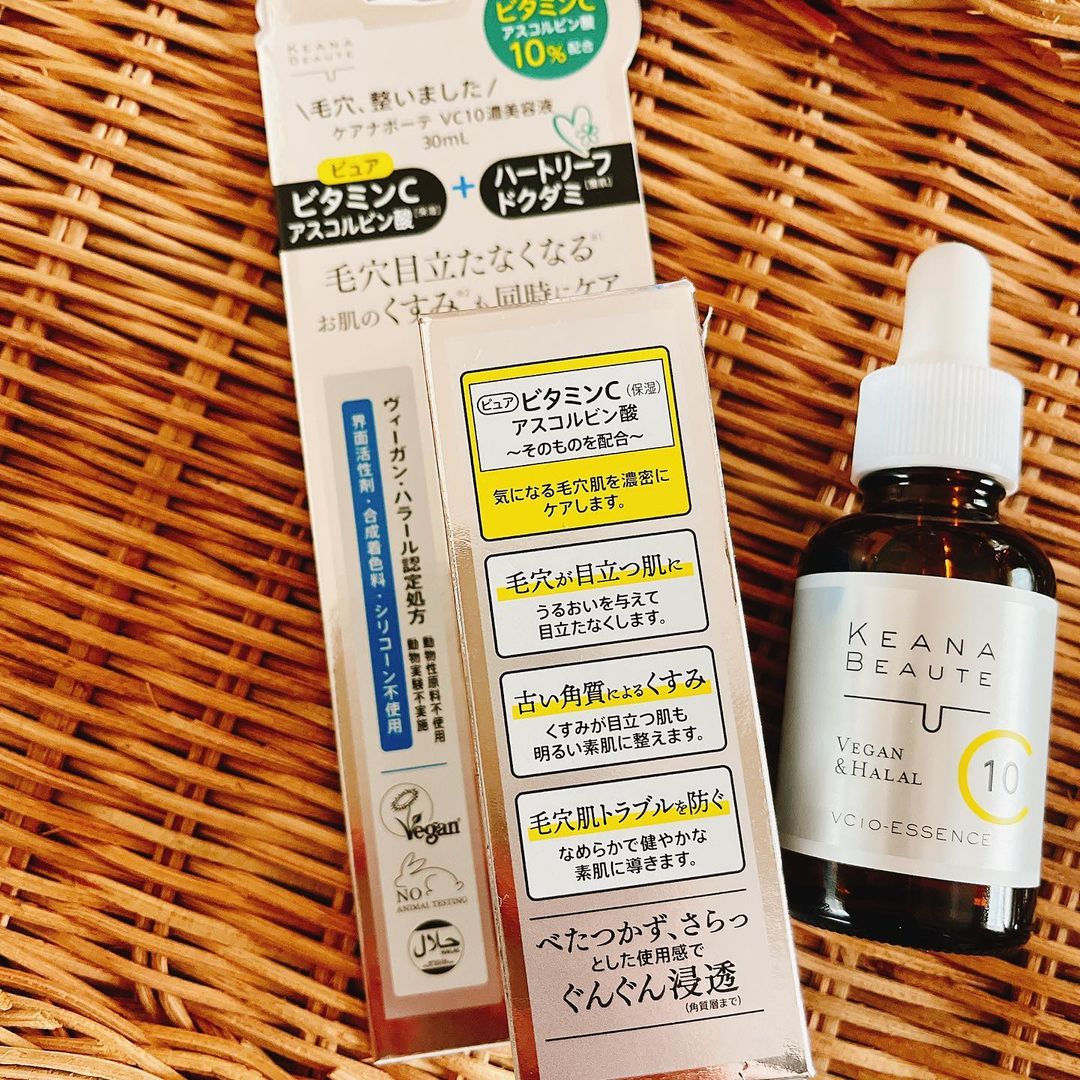 KEANA
BEAUTE
ビタミンC
アスコルビン酸
10%配合
\毛穴、整いました/
ケアナボーテ VC10濃美容液
30mL
ピュア
ビタミンC
アスコルビン酸
+
ハートリーフ
ドクダミ
毛穴目立たなくなる
お肌のくすみ も同時にケア
ヴィーガン・ハラール認定処方
動物性原料不使用
動物実験不実施
界面活性剤・合成着色料・シリコーン不使用
Vegan
NO
ANIMAL TESTING
حلال
ピュア ビタミンC (保湿)
アスコルビン酸
〜そのものを配合〜
気になる毛穴肌を濃密に
ケアします。
毛穴が目立つ肌に
うるおいを与えて
目立たなくします。
古い角質によるくすみ
くすみが目立つ肌も
明るい素肌に整えます。
毛穴肌トラブルを防ぐ
なめらかで健やかな
素肌に導きます。
べたつかず、さらっ
とした使用感で
ぐんぐん浸透
(角質層まで)
KEANA
BEAUTE
VEGAN
& HALAL
C
10
VC10-ESSENCE